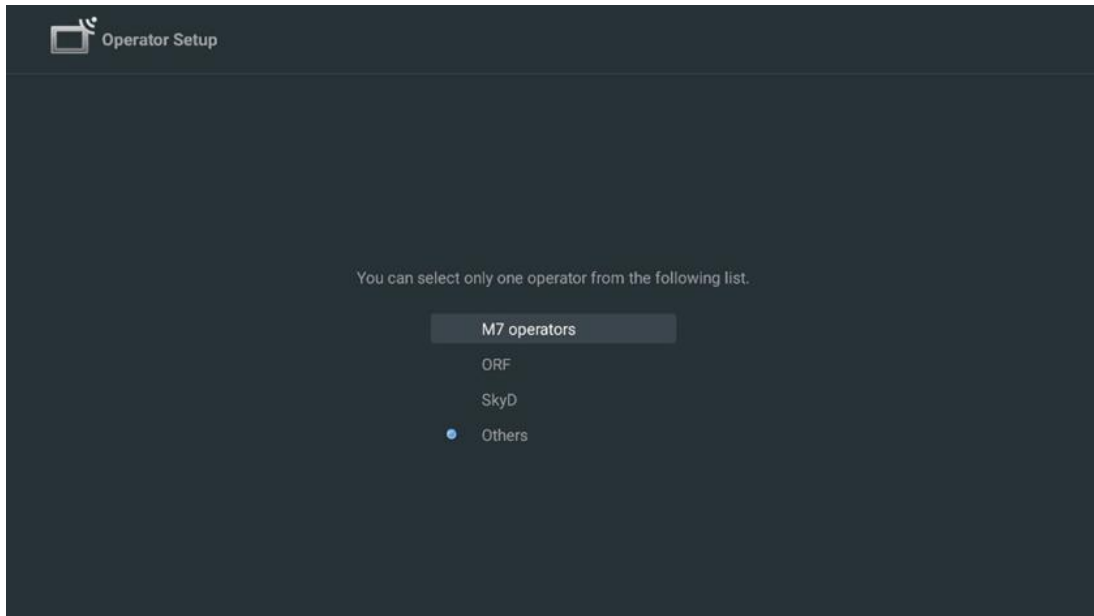 Operator Setup
You can select only one operator from the following list.
M7 operators
ORF
SkyD
Others